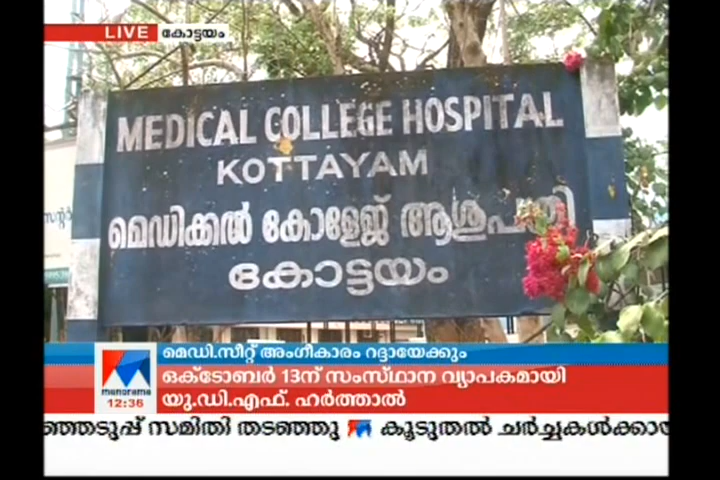 LIVE കോട്ടയം
MEDICAL COLLEGE HOSPITAL
KOTTAYAM
മെഡിക്കൽ കോളേജ് ആശുപത്രി
കോട്ടയം
മെഡി.സീറ്റ് അംഗീകാരം റദ്ദായേക്കും
ഒക്ടോബർ 13ന് സംസ്ഥാന വ്യാപകമായി
യു.ഡി.എഫ്. ഹർത്താൽ
manorama
12:36
ഞ്ഞടുപ്പ് സമിതി തടഞ്ഞു കൂടുതൽ ചർച്ചകൾക്കായ